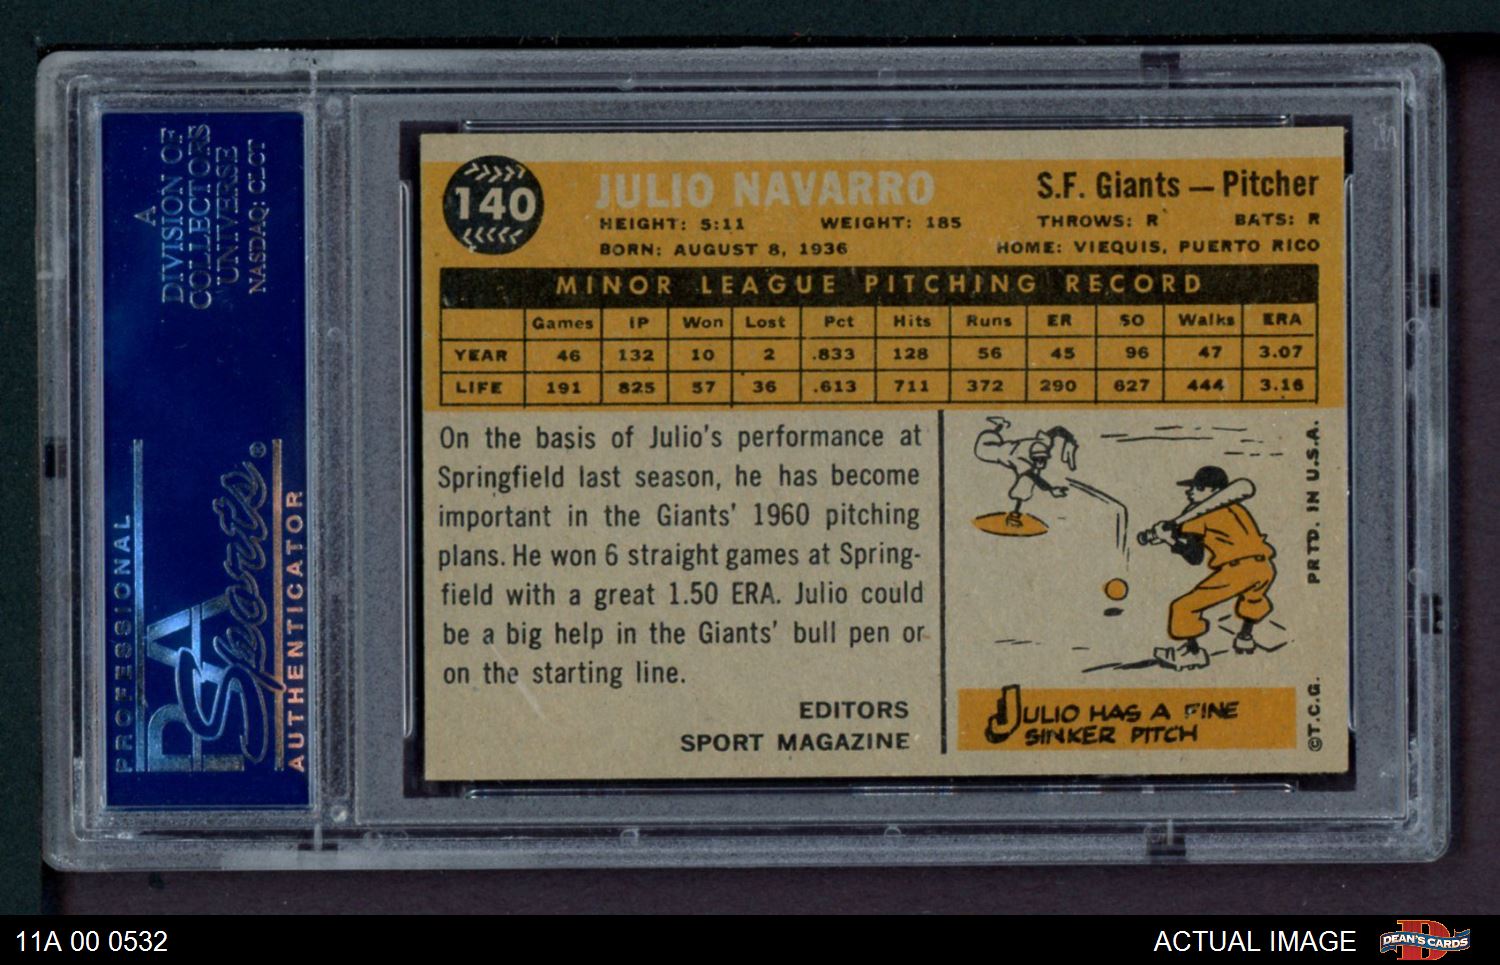 A
DIVISION OF
COLLECTORS
UNIVERSE
NASDAQ: CLCT
PROFESSIONAL
PSA
Sports®
AUTHENTICATOR
140
JULIO NAVARRO
S.F. Giants — Pitcher
HEIGHT: 5:11 WEIGHT: 185 THROWS: R BATS: R
BORN: AUGUST 8, 1936 HOME: VIEQUIS, PUERTO RICO
MINOR LEAGUE PITCHING RECORD
Games IP Won Lost Pct Hits Runs ER SO Walks ERA
YEAR 46 132 10 2 .833 128 56 45 96 47 3.07
LIFE 191 825 57 36 .613 711 372 290 627 444 3.16
On the basis of Julio's performance at
Springfield last season, he has become
important in the Giants' 1960 pitching
plans. He won 6 straight games at Spring-
field with a great 1.50 ERA. Julio could
be a big help in the Giants' bull pen or
on the starting line.
EDITORS
SPORT MAGAZINE
JULIO HAS A FINE
SINKER PITCH
©T.C.G. PRTD. IN U.S.A.
11A 00 0532
ACTUAL IMAGE
D
DEAN'S CARDS